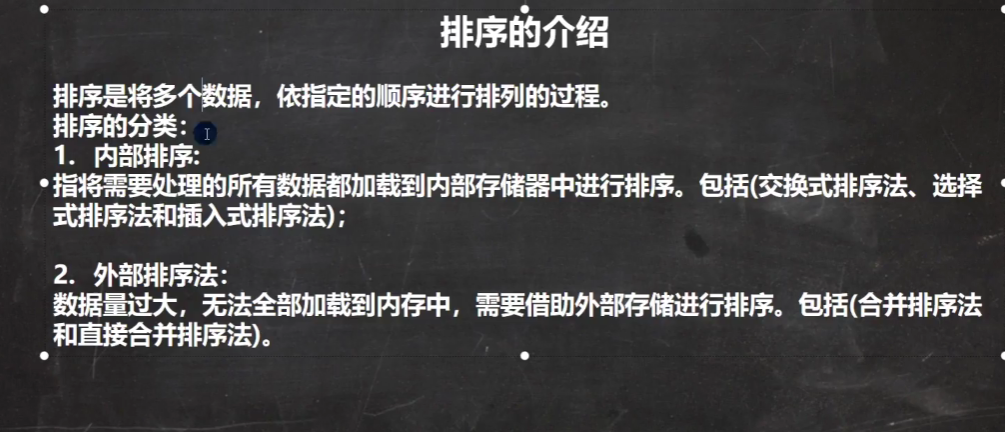 排序的介绍
排序是将多个数据，依指定的顺序进行排列的过程。
排序的分类：
1. 内部排序:
指将需要处理的所有数据都加载到内部存储器中进行排序。包括(交换式排序法、选择
式排序法和插入式排序法)；
2. 外部排序法：
数据量过大，无法全部加载到内存中，需要借助外部存储进行排序。包括(合并排序法
和直接合并排序法)。